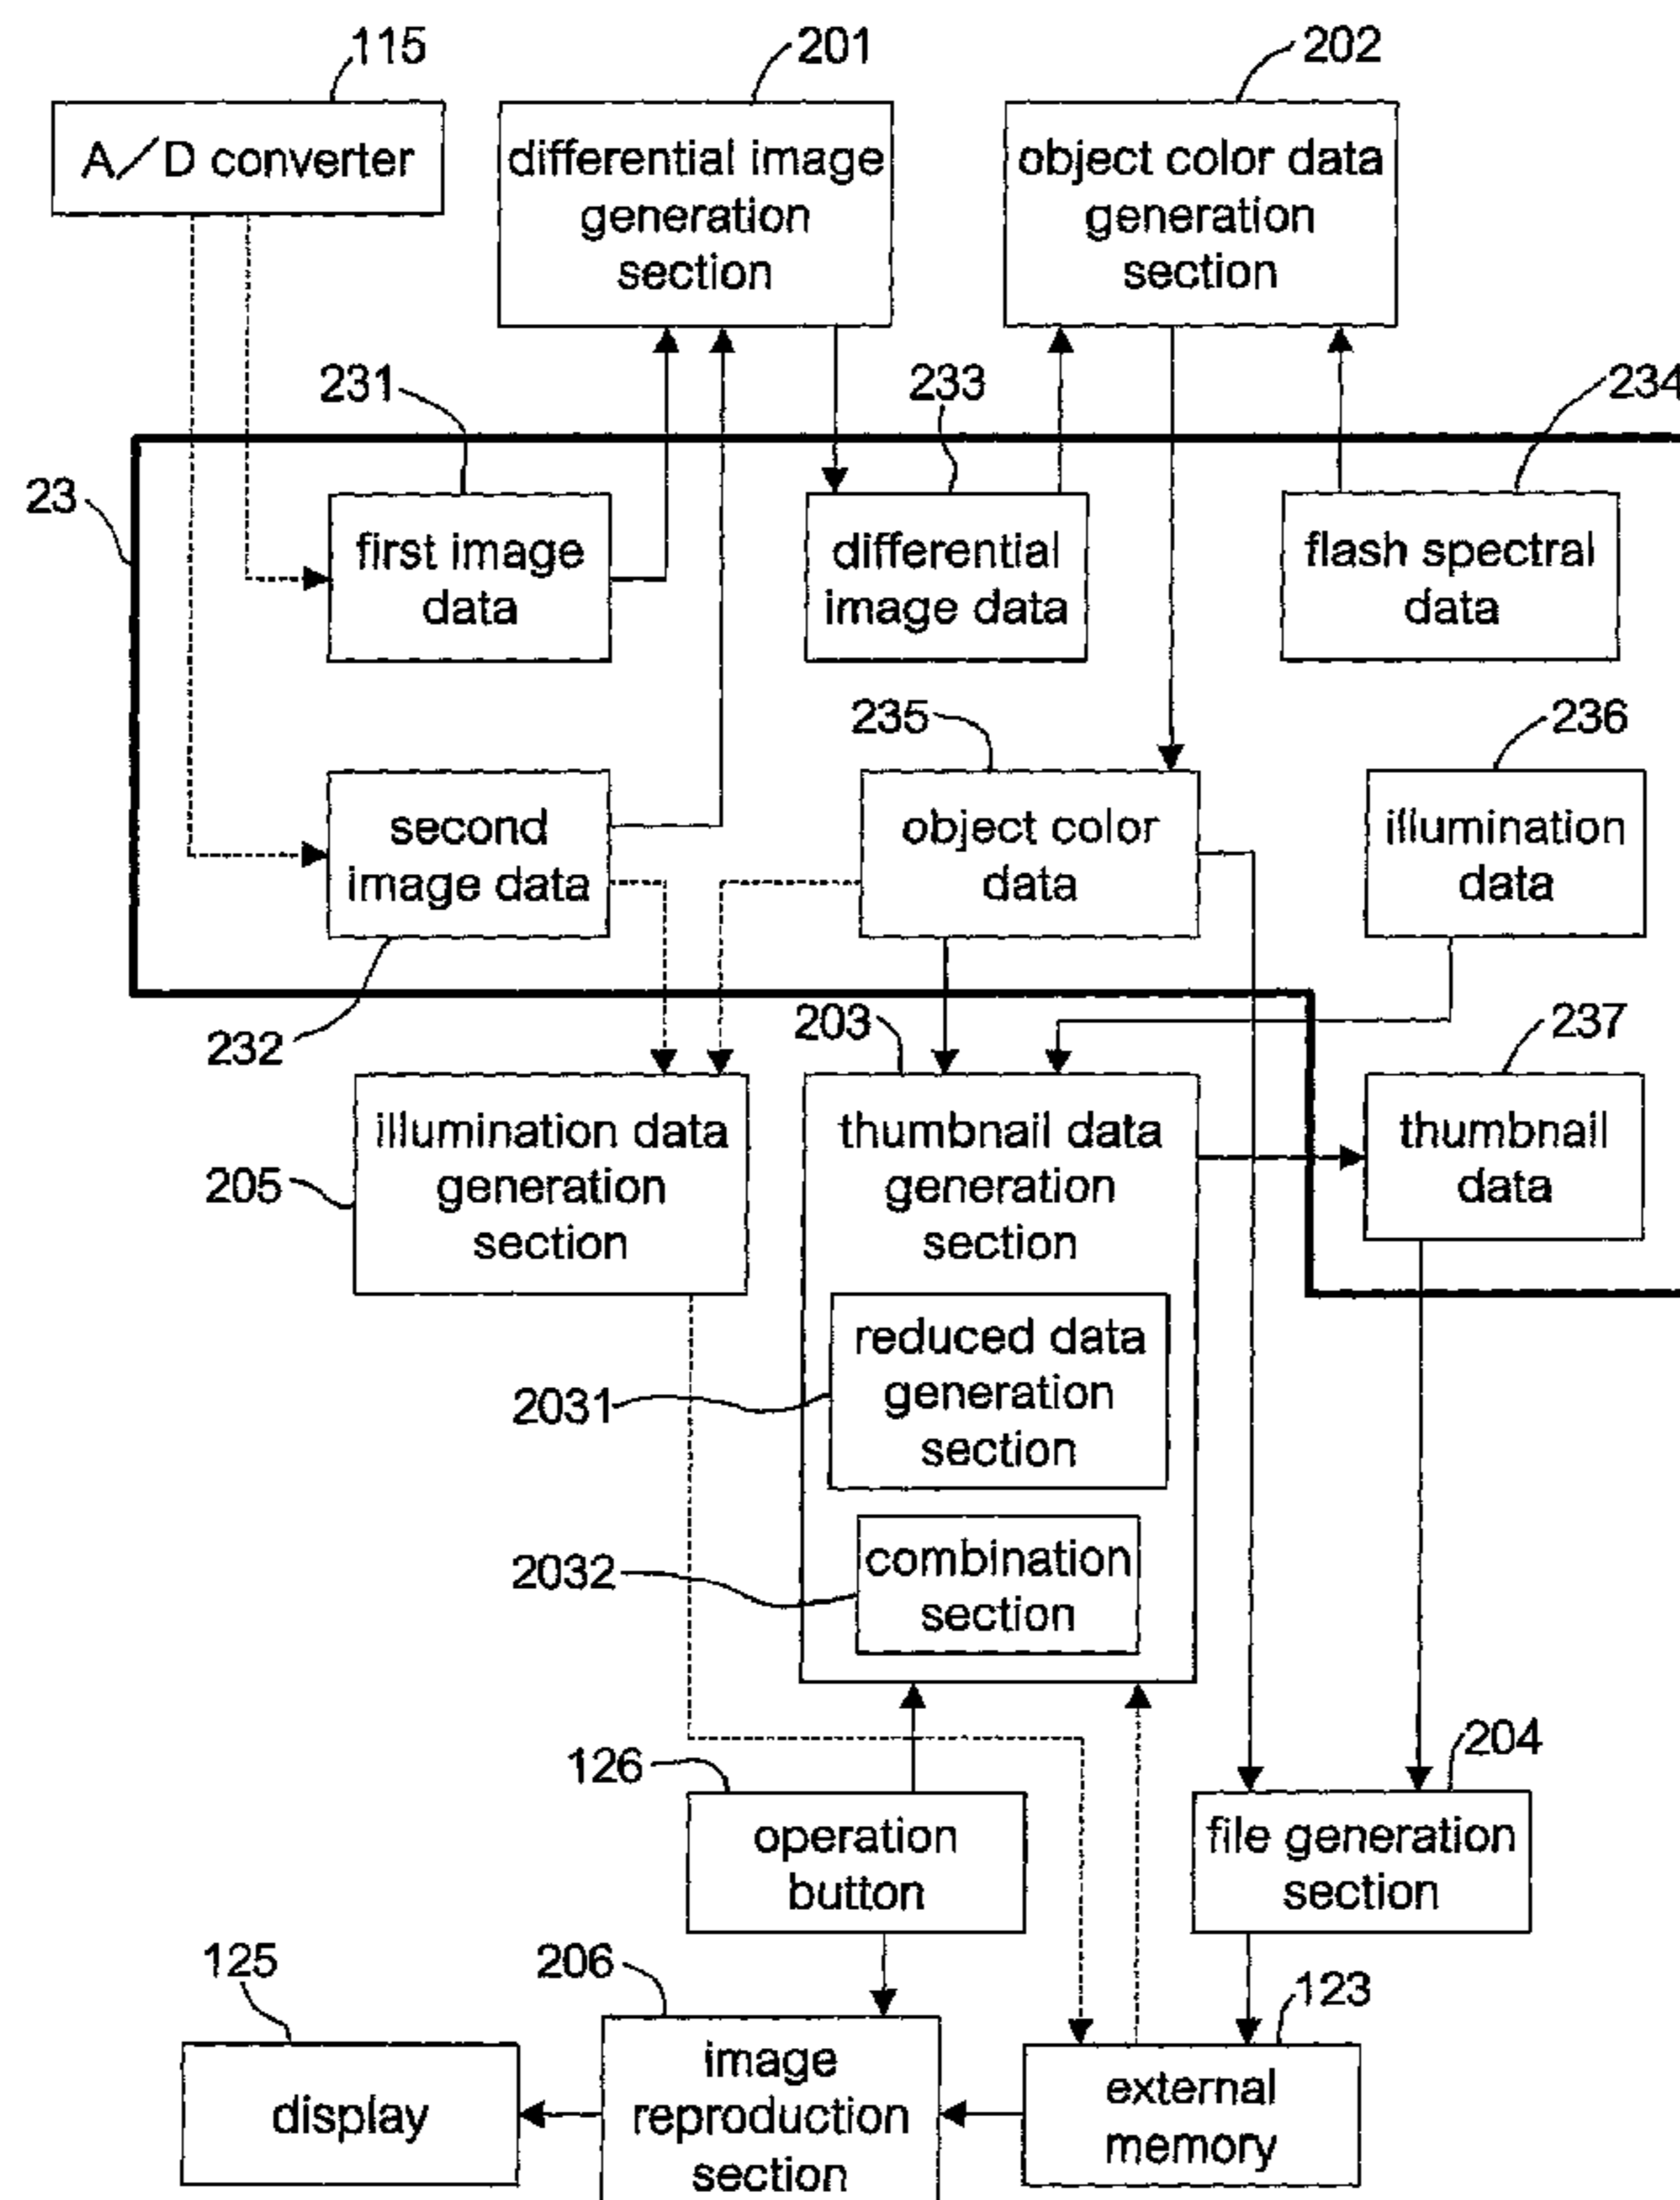 115
201
202
A/D converter
differential image
generation
section
object color data
generation
section
231
233
234
23
first image
data
differential
image data
flash spectral
data
235
236
second
image data
object color
data
illumination
data
232
203
237
illumination data
generation
section
thumbnail data
generation
section
thumbnail
data
205
reduced data
generation
section
2031
combination
section
2032
126
204
operation
button
file generation
section
125
206
123
display
image
reproduction
section
external
memory